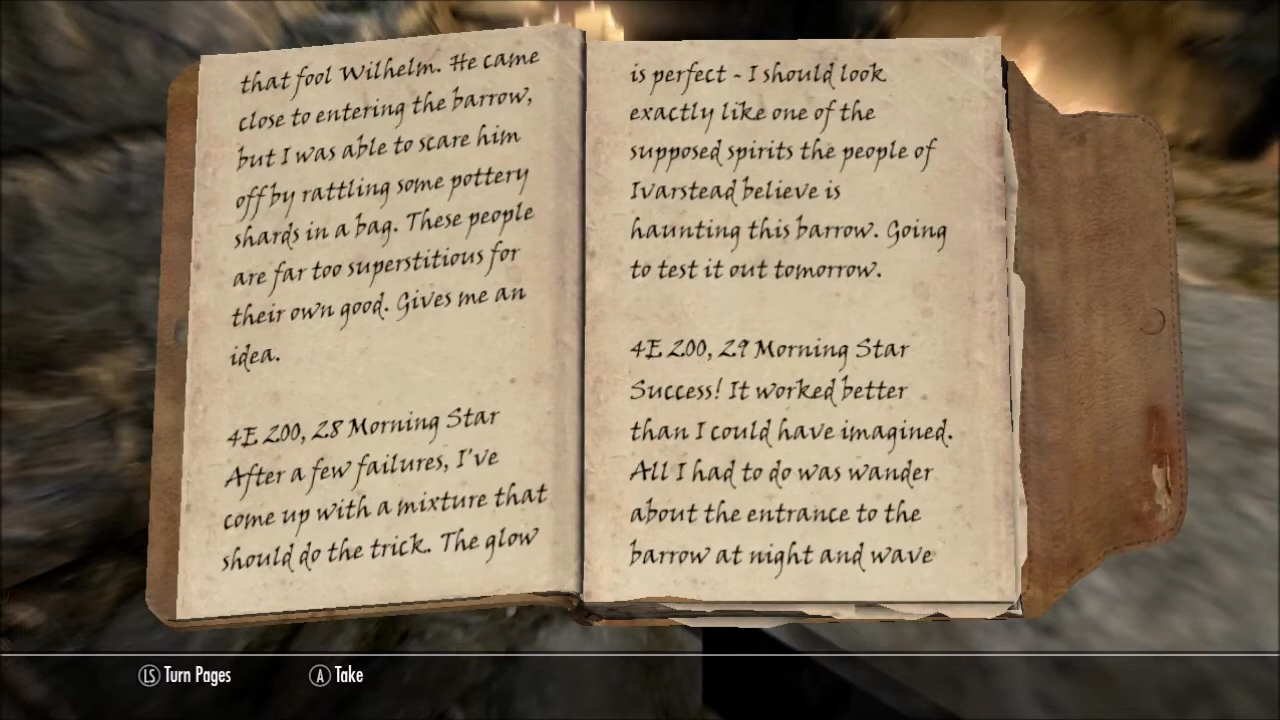 that fool Wilhelm. He came
close to entering the barrow,
but I was able to scare him
off by rattling some pottery
shards in a bag. These people
are far too superstitious for
their own good. Gives me an
idea.
4E 200, 28 Morning Star
After a few failures, I've
come up with a mixture that
should do the trick. The glow
is perfect - I should look
exactly like one of the
supposed spirits the people of
Ivarstead believe is
haunting this barrow. Going
to test it out tomorrow.
4E 200, 29 Morning Star
Success! It worked better
than I could have imagined.
All I had to do was wander
about the entrance to the
barrow at night and wave
LS Turn Pages
A Take